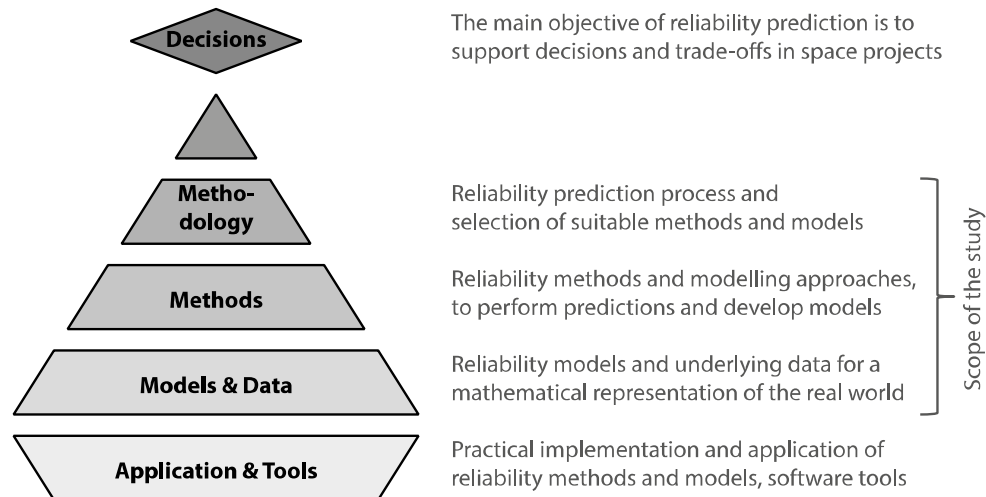 Decisions
The main objective of reliability prediction is to
support decisions and trade-offs in space projects
Metho-
dology
Reliability prediction process and
selection of suitable methods and models
Methods
Reliability methods and modelling approaches,
to perform predictions and develop models
Models & Data
Reliability models and underlying data for a
mathematical representation of the real world
Application & Tools
Practical implementation and application of
reliability methods and models, software tools
Scope of the study